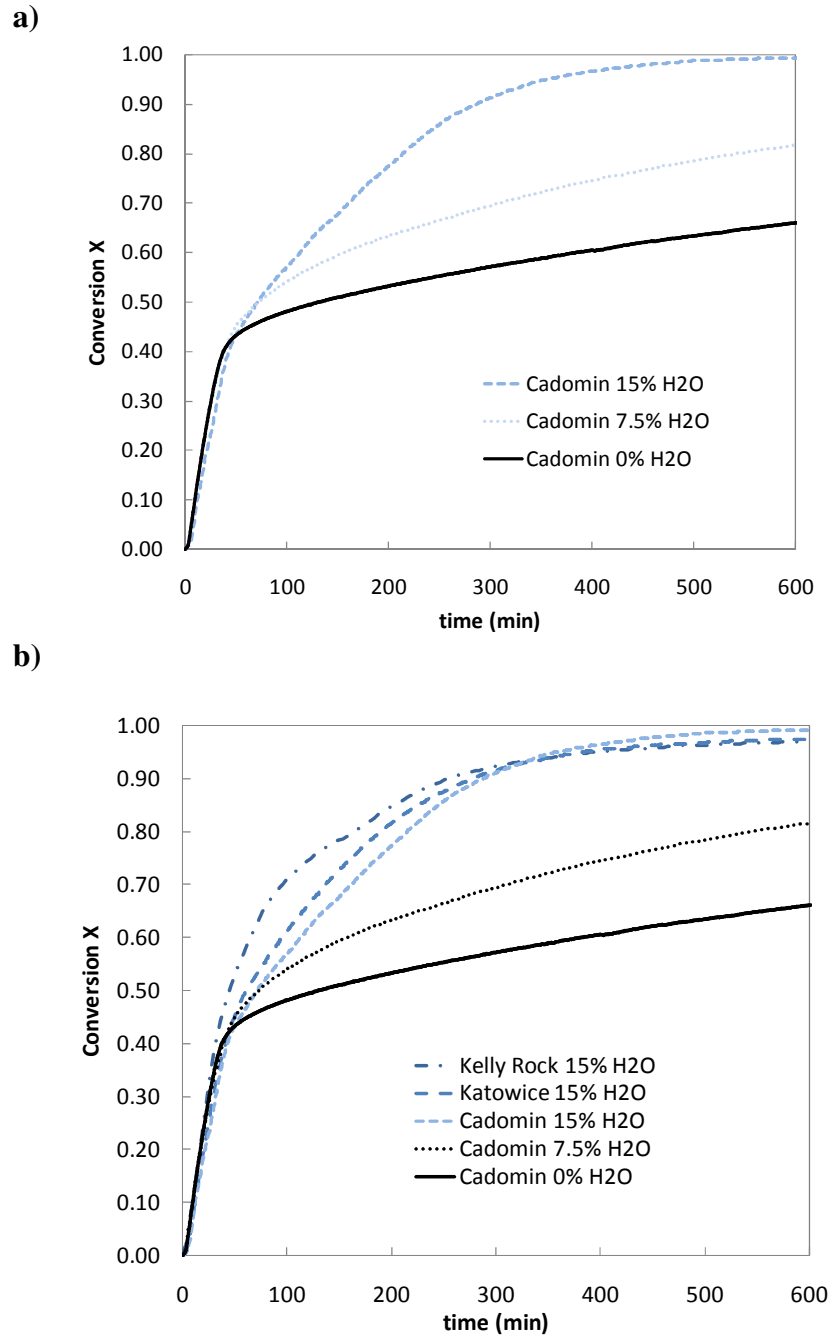 a)
1.00
0.90
0.80
0.70
0.60
0.50
0.40
0.30
0.20
0.10
0.00
Conversion X
Cadomin 15% H2O
Cadomin 7.5% H2O
Cadomin 0% H2O
0 100 200 300 400 500 600
time (min)
b)
1.00
0.90
0.80
0.70
0.60
0.50
0.40
0.30
0.20
0.10
0.00
Conversion X
Kelly Rock 15% H2O
Katowice 15% H2O
Cadomin 15% H2O
Cadomin 7.5% H2O
Cadomin 0% H2O
0 100 200 300 400 500 600
time (min)